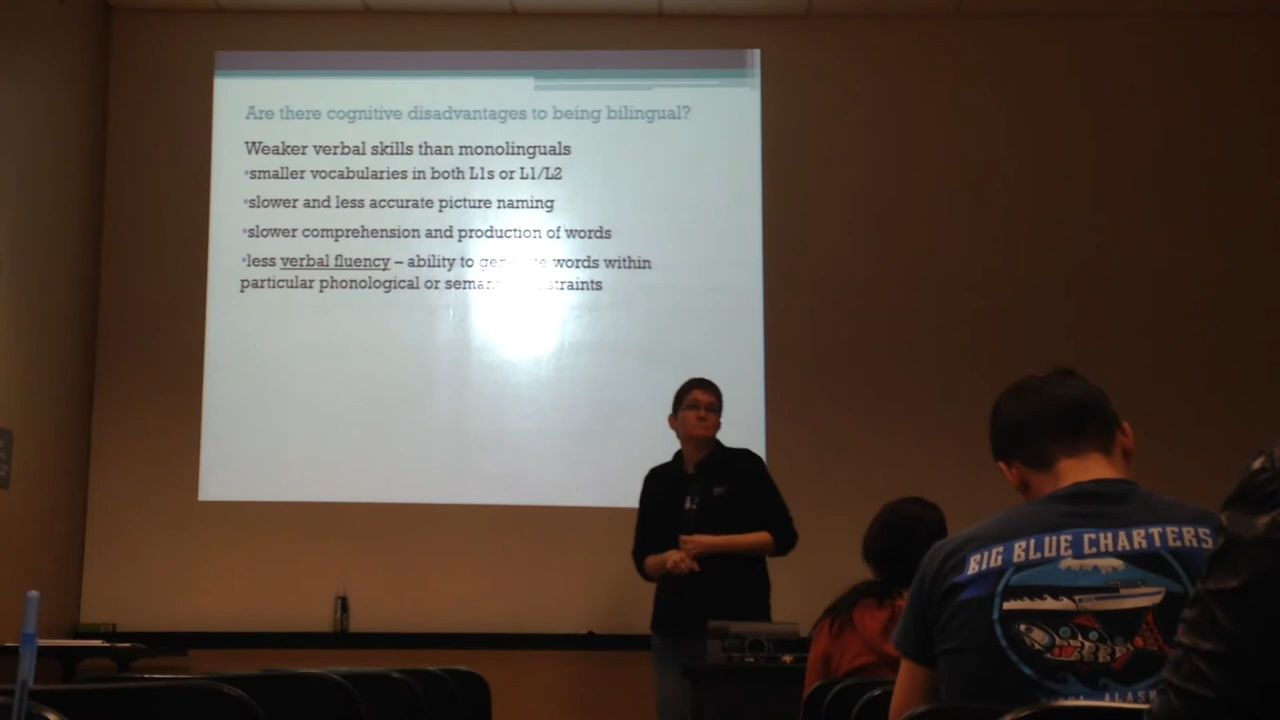 Are there cognitive disadvantages to being bilingual?
Weaker verbal skills than monolinguals
•smaller vocabularies in both L1s or L1/L2
•slower and less accurate picture naming
•slower comprehension and production of words
•less verbal fluency – ability to words within
particular phonological or
BIG BLUE CHARTERS